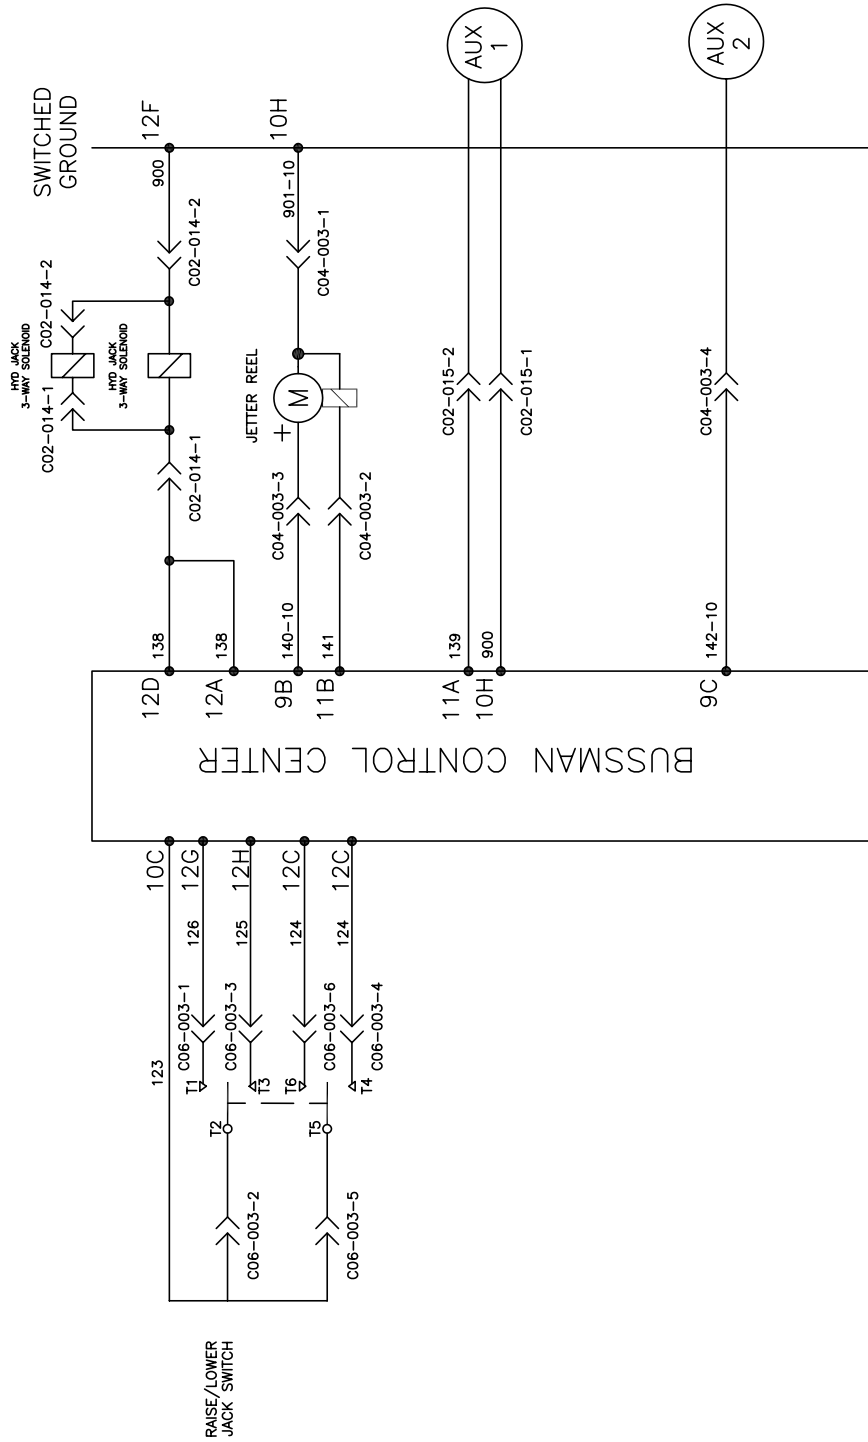 SWITCHED
GROUND
12F
10H
AUX
1
AUX
2
900
901-10
C02-014-2
C02-014-2
HYD JACK
3-WAY SOLENOID
HYD JACK
3-WAY SOLENOID
C04-003-1
C02-014-1
C02-014-1
JETTER REEL
M
+
C04-003-3
C04-003-2
C02-015-2
C02-015-1
C04-003-4
138
138
140-10
141
139
900
142-10
12D
12A
9B
11B
11A
10H
9C
BUSSMAN CONTROL CENTER
10C
12G
12H
12C
12C
123
126
125
124
124
C06-003-1
C06-003-3
C06-003-6
C06-003-4
T1
T3
T6
T4
T2
T5
C06-003-2
C06-003-5
RAISE/LOWER
JACK SWITCH